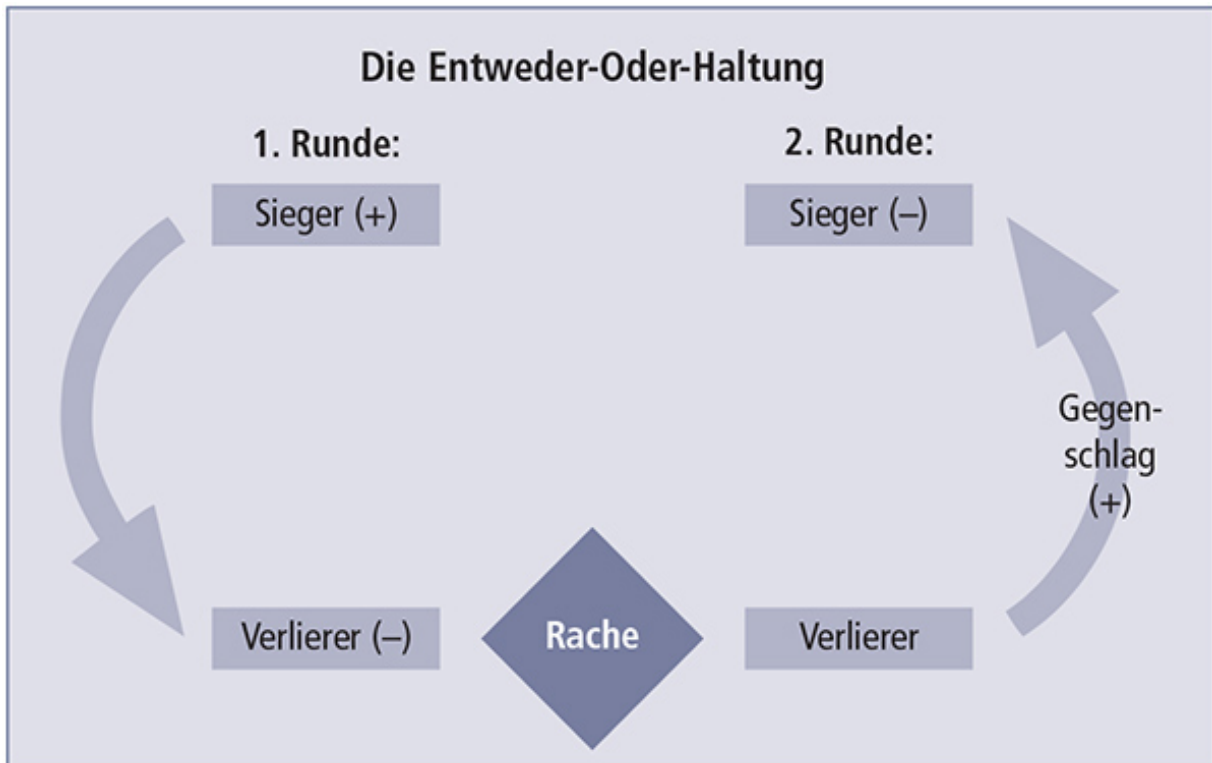 Die Entweder-Oder-Haltung
1. Runde:
Sieger (+)
Verlierer (–)
Rache
2. Runde:
Sieger (–)
Verlierer
Gegen-
schlag
(+)